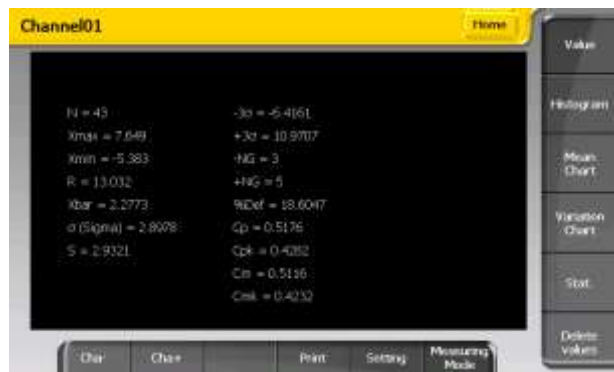 Channel01
Home
N = 43
Xmax = 7.649
Xmin = -5.383
R = 13.032
Xbar = 2.2773
σ (Sigma) = 2.8978
S = 2.9321
-3σ = -6.4161
+3σ = 10.9707
-NG = 3
+NG = 5
%Def = 18.6047
Cp = 0.5176
Cpk = 0.4282
Cm = 0.5116
Cmk = 0.4232
Value
Histogram
Mean
Chart
Variation
Chart
Stat.
Delete
values
Cha-
Cha+
Print
Setting
Measuring
Mode